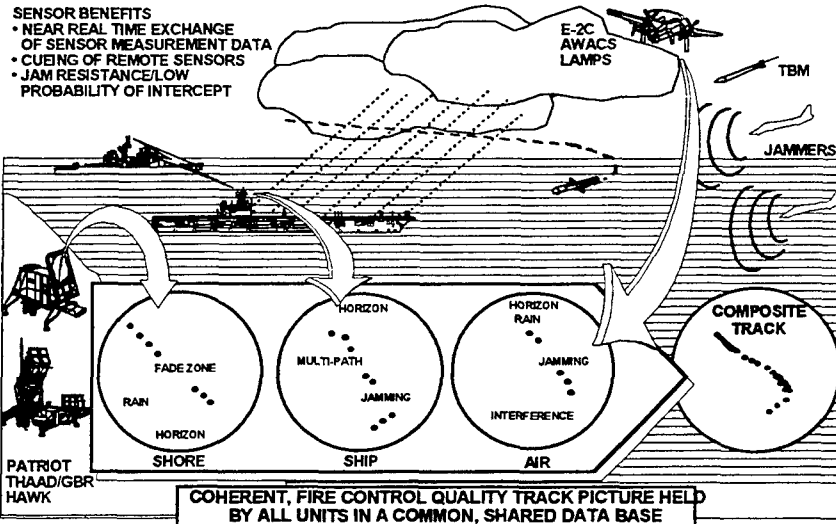 SENSOR BENEFITS
• NEAR REAL TIME EXCHANGE
OF SENSOR MEASUREMENT DATA
• CUEING OF REMOTE SENSORS
• JAM RESISTANCE/LOW
PROBABILITY OF INTERCEPT
E-2C
AWACS
LAMPS
TBM
JAMMERS
FADE ZONE
RAIN
HORIZON
SHORE
HORIZON
MULTI-PATH
JAMMING
SHIP
HORIZON
RAIN
JAMMING
INTERFERENCE
AIR
COMPOSITE
TRACK
PATRIOT
THAAD/GBR
HAWK
COHERENT, FIRE CONTROL QUALITY TRACK PICTURE HELD
BY ALL UNITS IN A COMMON, SHARED DATA BASE